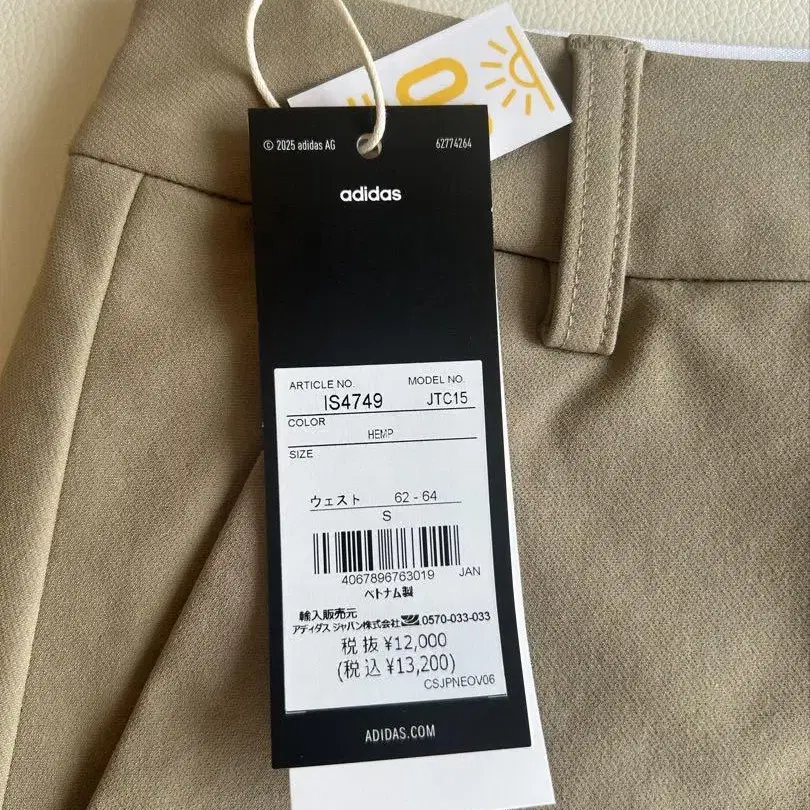 © 2025 adidas AG 62774264
adidas
ARTICLE NO. MODEL NO.
IS4749 JTC15
COLOR
HEMP
SIZE
ウェスト 62 - 64
S
4067896763019 JAN
ベトナム製
輸入販売元
アディダス ジャパン株式会社 0570-033-033
税抜 ¥12,000
(税込 ¥13,200)
CSJPNEOV06
ADIDAS.COM